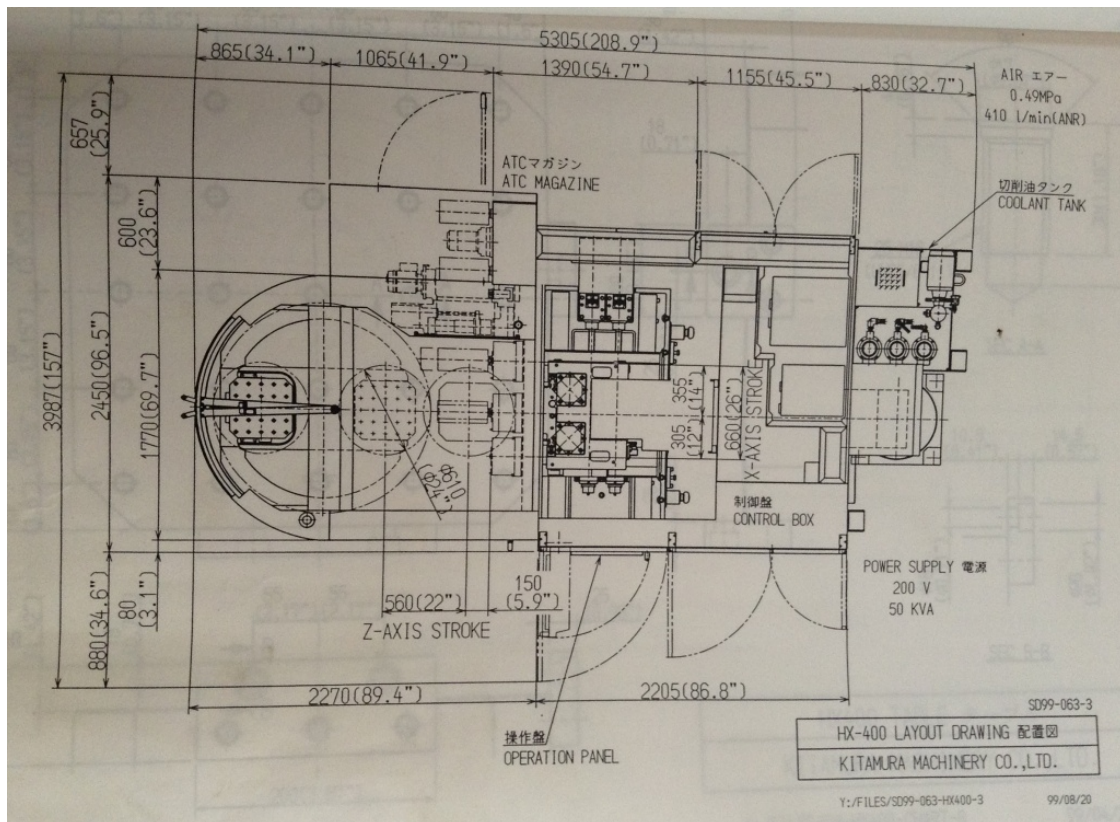 5305(208.9")
865(34.1")
1065(41.9")
1390(54.7")
1155(45.5")
830(32.7")
AIR エアー
0.49MPa
410 l/min(ANR)
657
(25.9")
ATCマガジン
ATC MAGAZINE
切削油タンク
COOLANT TANK
600
(23.6")
3987(157")
2450(96.5")
1770(69.7")
355
(14")
305
(12")
660(26")
X-AXIS STROKE
Φ610
(Φ24")
制御盤
CONTROL BOX
POWER SUPPLY 電源
200 V
50 KVA
880(34.6")
80
(3.1")
560(22")
150
(5.9")
Z-AXIS STROKE
2270(89.4")
2205(86.8")
操作盤
OPERATION PANEL
SD99-063-3
HX-400 LAYOUT DRAWING 配置図
KITAMURA MACHINERY CO.,LTD.
Y:/FILES/SD99-063-HX400-3
99/08/20